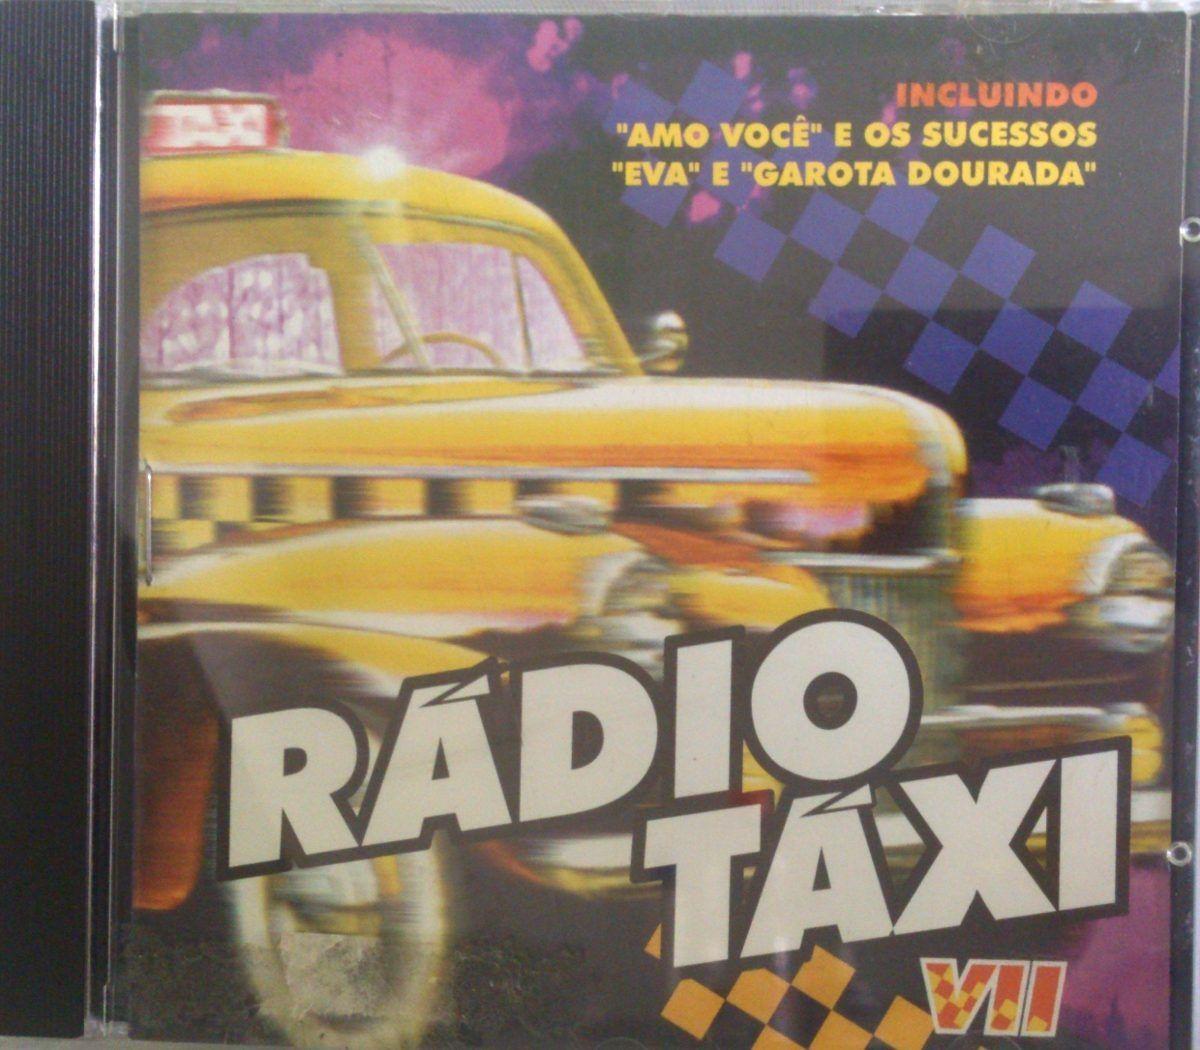 TAXI
INCLUINDO
"AMO VOCÊ" E OS SUCESSOS
"EVA" E "GAROTA DOURADA"
RÁDIO
TÁXI
VII